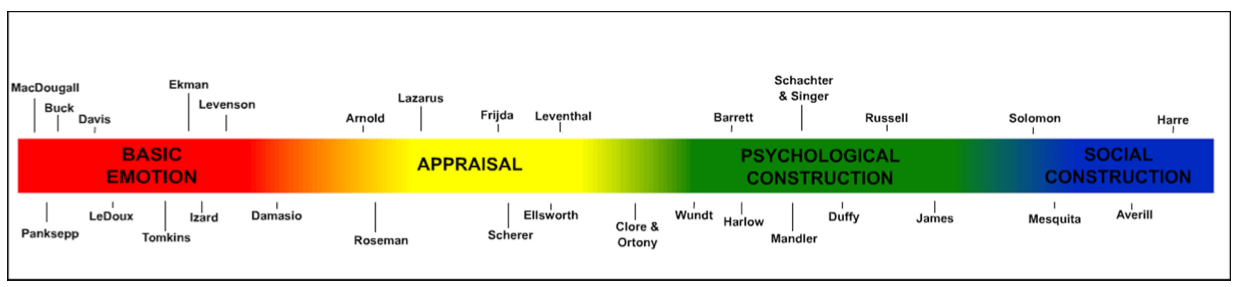 Schachter
& Singer
Ekman
MacDougall
Lazarus
Buck
Levenson
Davis
Arnold
Frijda
Leventhal
Barrett
Russell
Solomon
Harre
BASIC
EMOTION
APPRAISAL
PSYCHOLOGICAL
CONSTRUCTION
SOCIAL
CONSTRUCTION
Panksepp
LeDoux
Tomkins
Izard
Damasio
Roseman
Scherer
Ellsworth
Clore &
Ortony
Wundt
Harlow
Mandler
Duffy
James
Mesquita
Averill